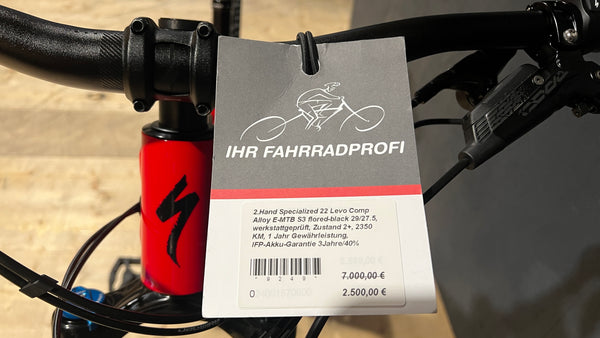 IHR FAHRRADPROFI
2.Hand Specialized 22 Levo Comp
Alloy E-MTB S3 flored-black 29/27.5,
werkstattgeprüft, Zustand 2+, 2350
KM, 1 Jahr Gewährleistung,
IFP-Akku-Garantie 3Jahre/40%
19249
7.000,00 €
2.500,00 €